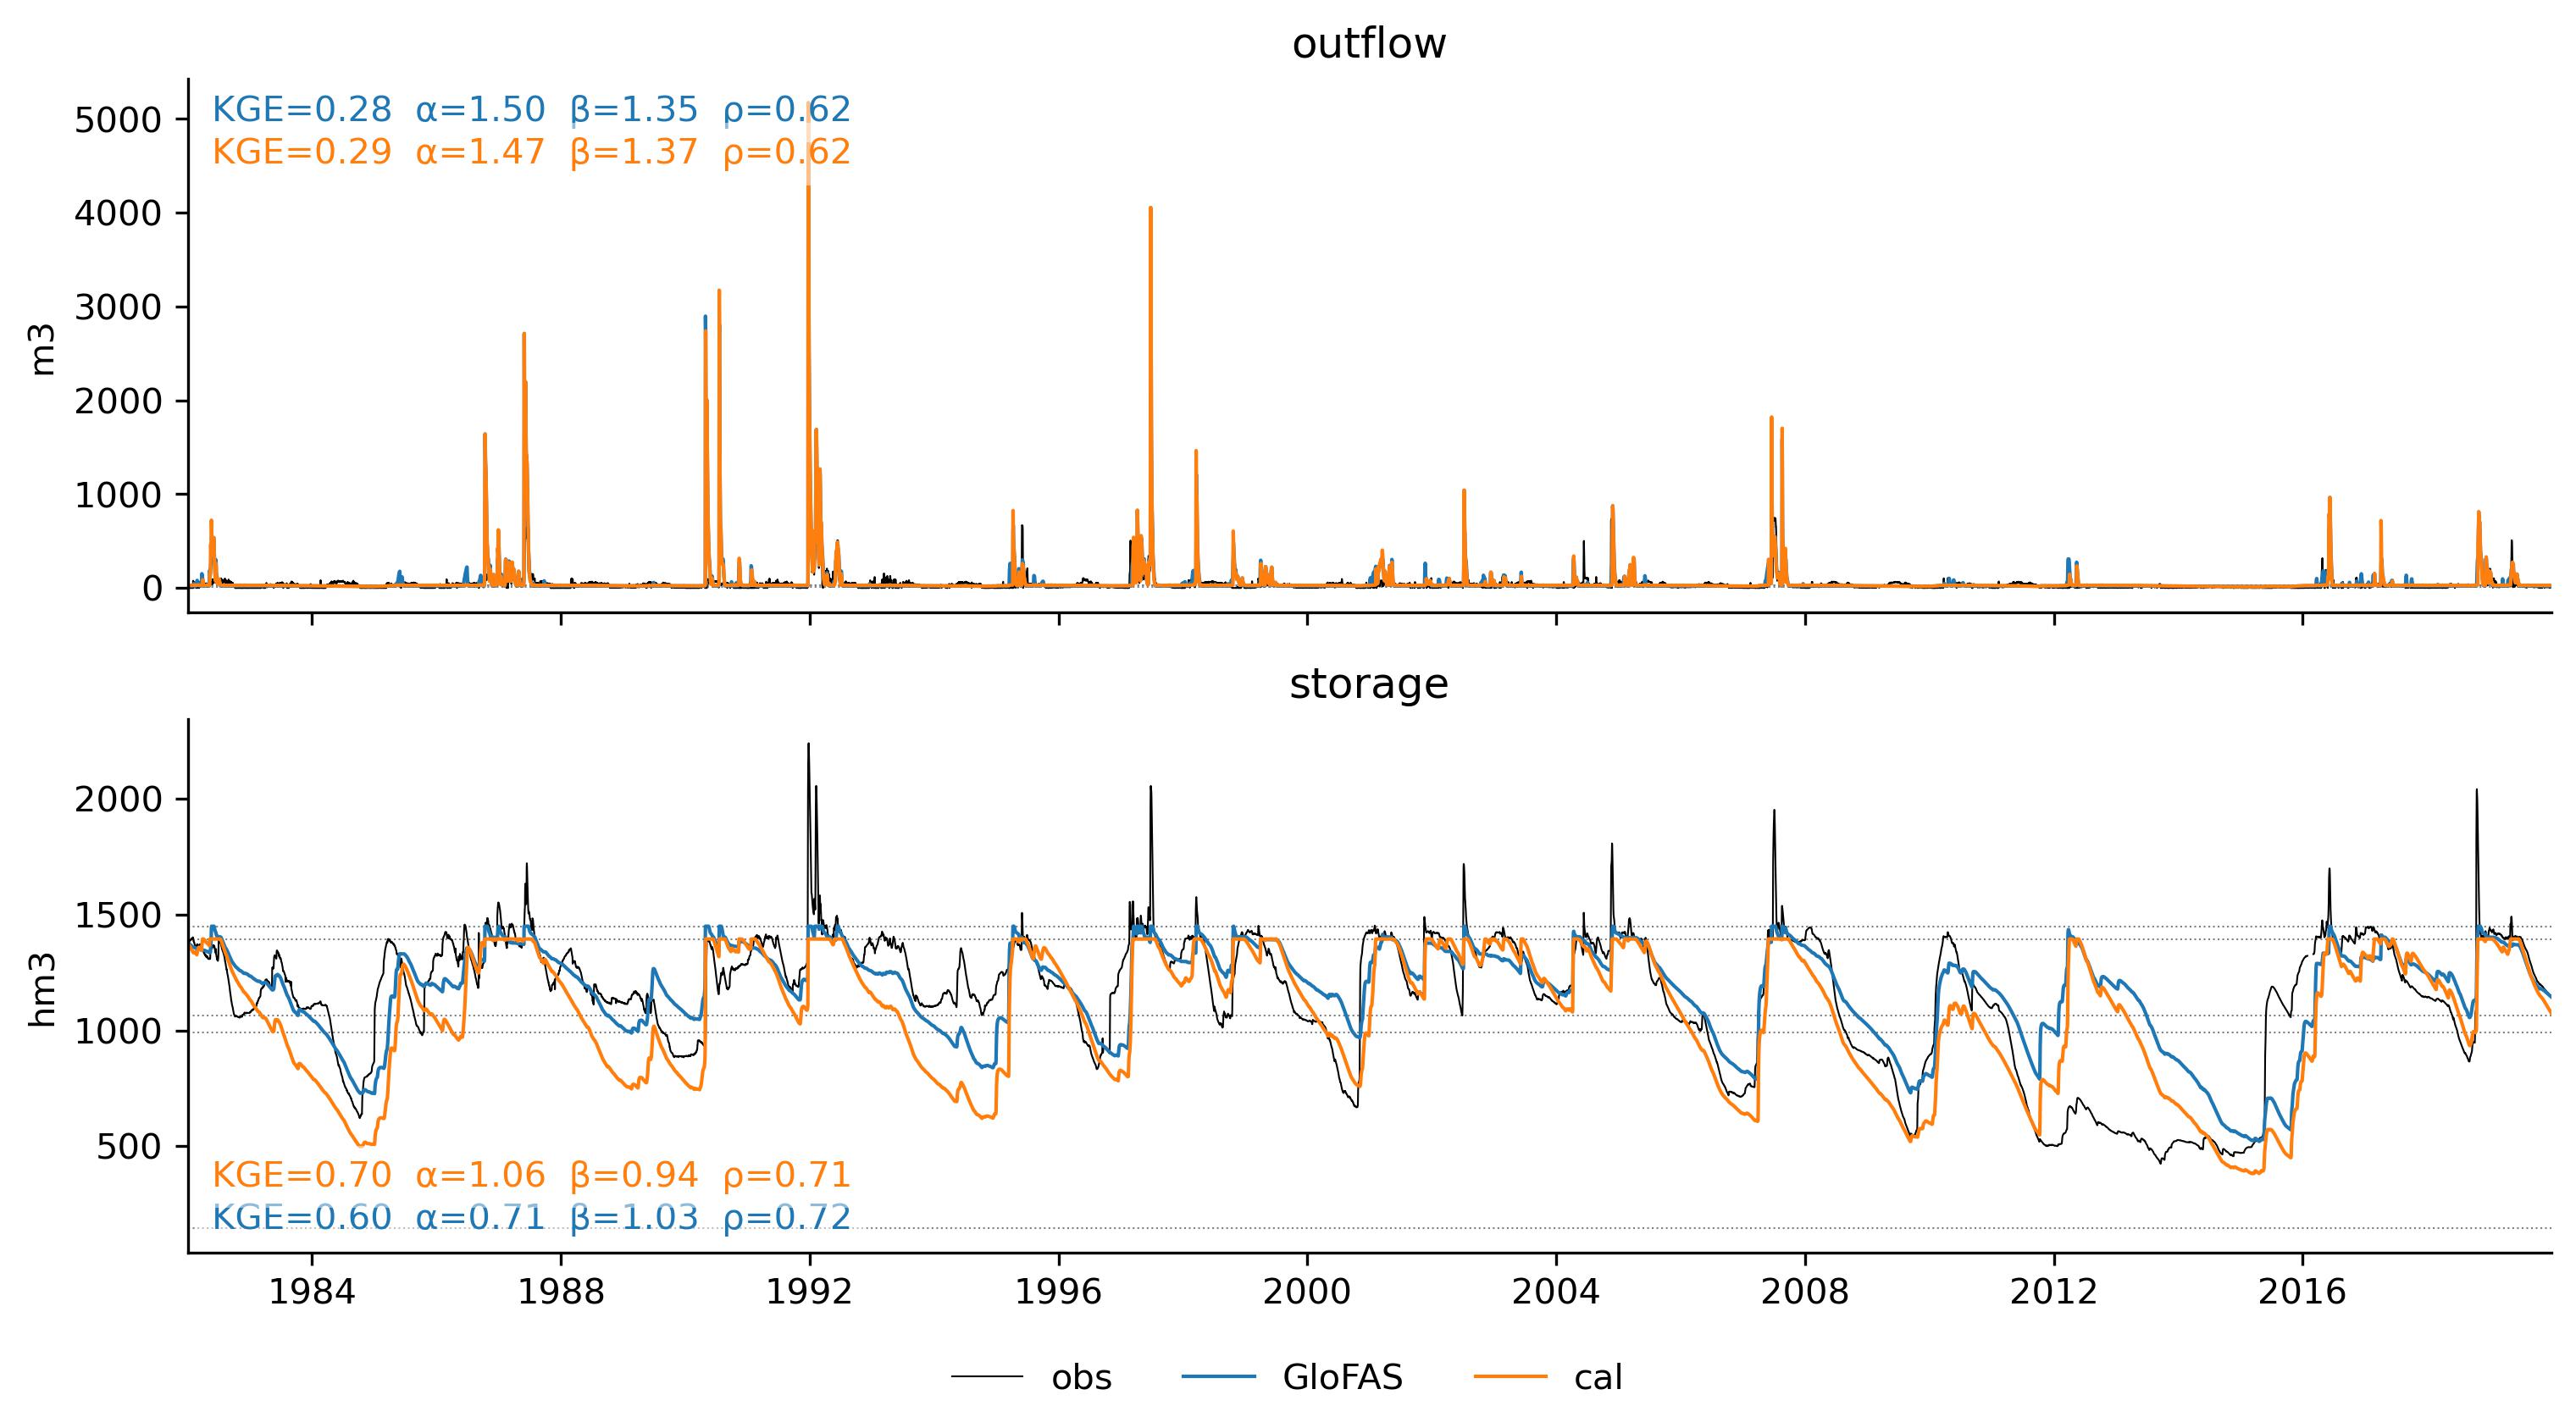 outflow
KGE=0.28 α=1.50 β=1.35 ρ=0.62
KGE=0.29 α=1.47 β=1.37 ρ=0.62
5000
4000
3000
2000
1000
0
m3
storage
2000
1500
1000
500
hm3
KGE=0.70 α=1.06 β=0.94 ρ=0.71
KGE=0.60 α=0.71 β=1.03 ρ=0.72
1984 1988 1992 1996 2000 2004 2008 2012 2016
obs GloFAS cal